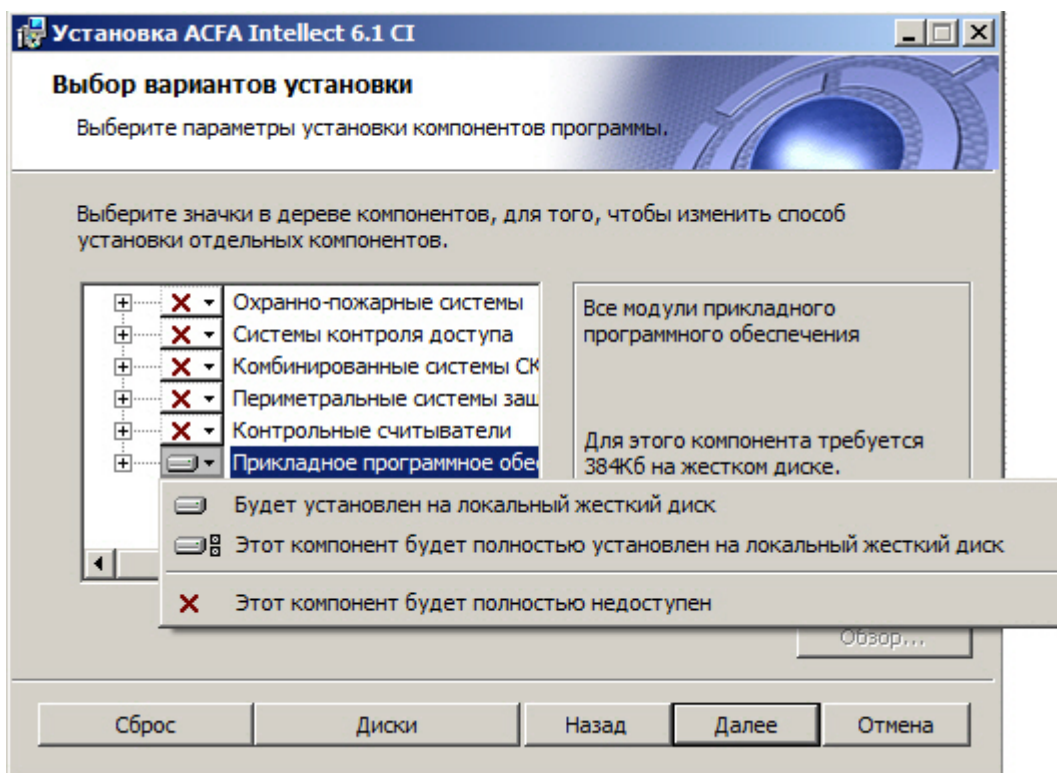 Установка ACFA Intellect 6.1 CI
Выбор вариантов установки
Выберите параметры установки компонентов программы.
Выберите значки в дереве компонентов, для того, чтобы изменить способ
установки отдельных компонентов.
Охранно-пожарные системы
Системы контроля доступа
Комбинированные системы СК
Периметральные системы защ
Контрольные считыватели
Прикладное программное обе
Все модули прикладного
программного обеспечения
Для этого компонента требуется
384Кб на жестком диске.
Будет установлен на локальный жесткий диск
Этот компонент будет полностью установлен на локальный жесткий диск
Этот компонент будет полностью недоступен
Обзор...
Сброс
Диски
Назад
Далее
Отмена